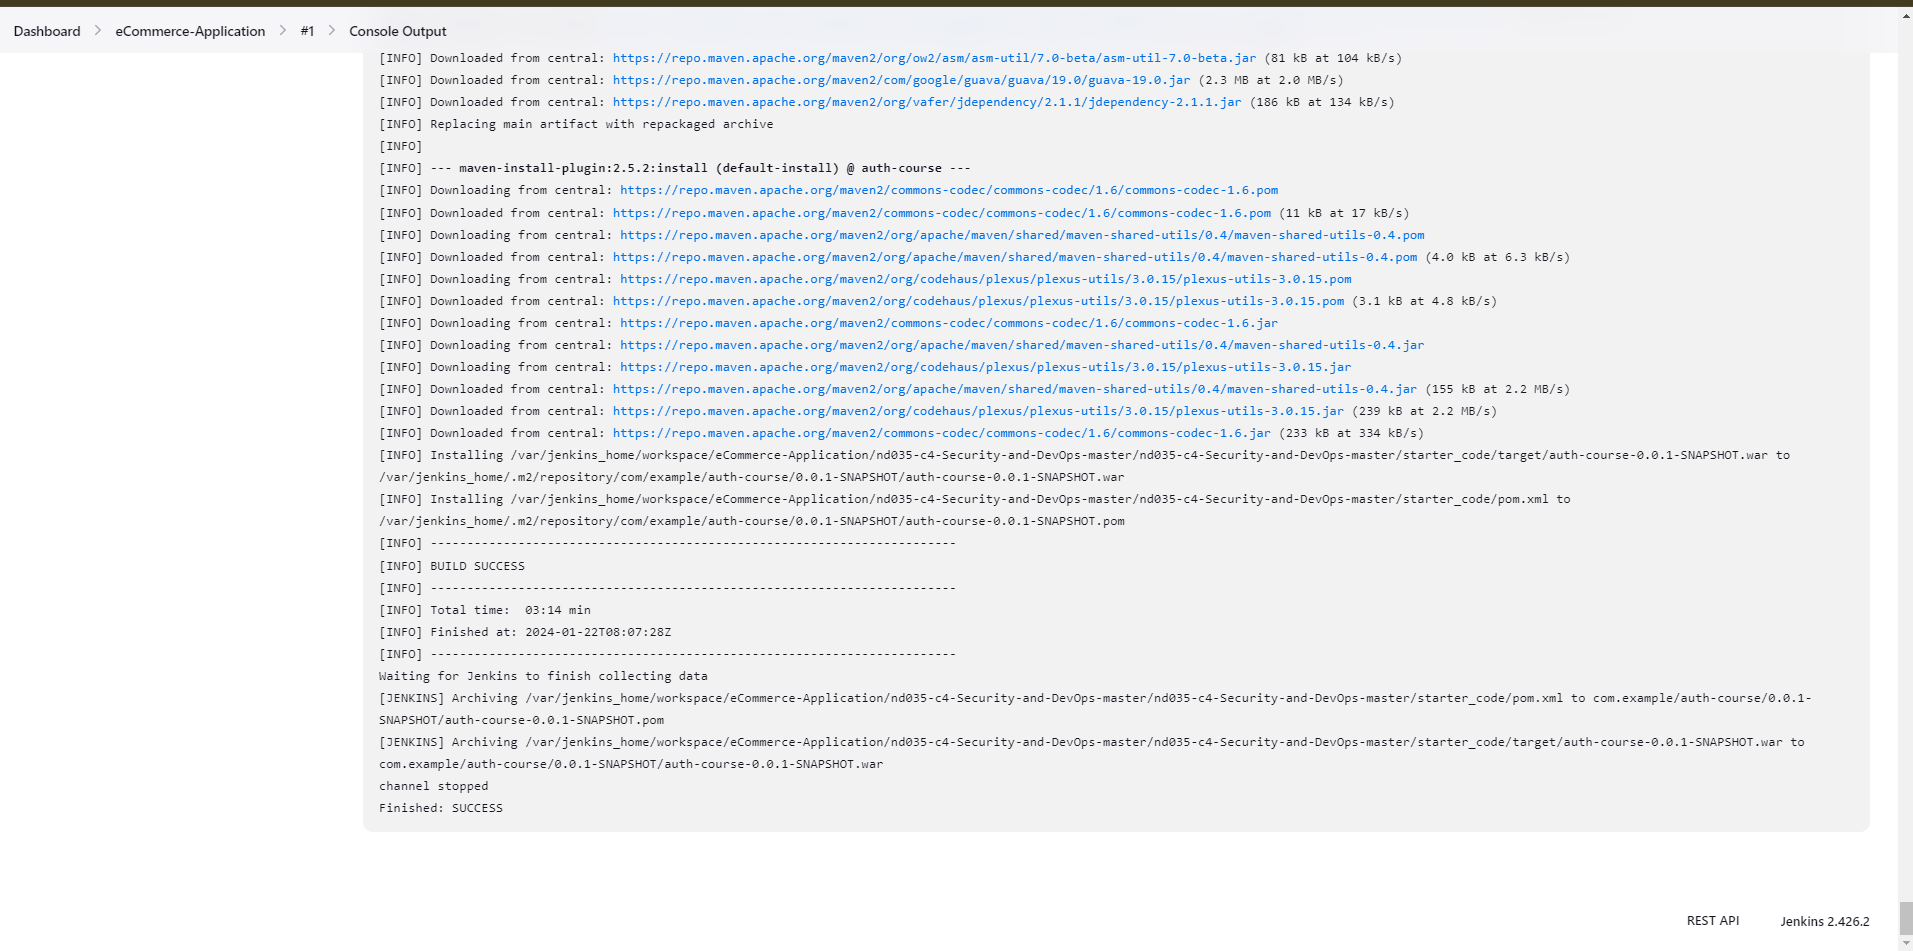 Dashboard > eCommerce-Application > #1 > Console Output
[INFO] Downloaded from central: https://repo.maven.apache.org/maven2/org/ow2/asm/asm-util/7.0-beta/asm-util-7.0-beta.jar (81 kB at 104 kB/s)
[INFO] Downloaded from central: https://repo.maven.apache.org/maven2/com/google/guava/guava/19.0/guava-19.0.jar (2.3 MB at 2.0 MB/s)
[INFO] Downloaded from central: https://repo.maven.apache.org/maven2/org/vafer/jdependency/2.1.1/jdependency-2.1.1.jar (186 kB at 134 kB/s)
[INFO] Replacing main artifact with repackaged archive
[INFO]
[INFO] --- maven-install-plugin:2.5.2:install (default-install) @ auth-course ---
[INFO] Downloading from central: https://repo.maven.apache.org/maven2/commons-codec/commons-codec/1.6/commons-codec-1.6.pom
[INFO] Downloaded from central: https://repo.maven.apache.org/maven2/commons-codec/commons-codec/1.6/commons-codec-1.6.pom (11 kB at 17 kB/s)
[INFO] Downloading from central: https://repo.maven.apache.org/maven2/org/apache/maven/shared/maven-shared-utils/0.4/maven-shared-utils-0.4.pom
[INFO] Downloaded from central: https://repo.maven.apache.org/maven2/org/apache/maven/shared/maven-shared-utils/0.4/maven-shared-utils-0.4.pom (4.0 kB at 6.3 kB/s)
[INFO] Downloading from central: https://repo.maven.apache.org/maven2/org/codehaus/plexus/plexus-utils/3.0.15/plexus-utils-3.0.15.pom
[INFO] Downloaded from central: https://repo.maven.apache.org/maven2/org/codehaus/plexus/plexus-utils/3.0.15/plexus-utils-3.0.15.pom (3.1 kB at 4.8 kB/s)
[INFO] Downloading from central: https://repo.maven.apache.org/maven2/commons-codec/commons-codec/1.6/commons-codec-1.6.jar
[INFO] Downloading from central: https://repo.maven.apache.org/maven2/org/apache/maven/shared/maven-shared-utils/0.4/maven-shared-utils-0.4.jar
[INFO] Downloading from central: https://repo.maven.apache.org/maven2/org/codehaus/plexus/plexus-utils/3.0.15/plexus-utils-3.0.15.jar
[INFO] Downloaded from central: https://repo.maven.apache.org/maven2/org/apache/maven/shared/maven-shared-utils/0.4/maven-shared-utils-0.4.jar (155 kB at 2.2 MB/s)
[INFO] Downloaded from central: https://repo.maven.apache.org/maven2/org/codehaus/plexus/plexus-utils/3.0.15/plexus-utils-3.0.15.jar (239 kB at 2.2 MB/s)
[INFO] Downloaded from central: https://repo.maven.apache.org/maven2/commons-codec/commons-codec/1.6/commons-codec-1.6.jar (233 kB at 334 kB/s)
[INFO] Installing /var/jenkins_home/workspace/eCommerce-Application/nd035-c4-Security-and-DevOps-master/nd035-c4-Security-and-DevOps-master/starter_code/target/auth-course-0.0.1-SNAPSHOT.war to
/var/jenkins_home/.m2/repository/com/example/auth-course/0.0.1-SNAPSHOT/auth-course-0.0.1-SNAPSHOT.war
[INFO] Installing /var/jenkins_home/workspace/eCommerce-Application/nd035-c4-Security-and-DevOps-master/nd035-c4-Security-and-DevOps-master/starter_code/pom.xml to
/var/jenkins_home/.m2/repository/com/example/auth-course/0.0.1-SNAPSHOT/auth-course-0.0.1-SNAPSHOT.pom
[INFO] ------------------------------------------------------------------------
[INFO] BUILD SUCCESS
[INFO] ------------------------------------------------------------------------
[INFO] Total time:  03:14 min
[INFO] Finished at: 2024-01-22T08:07:28Z
[INFO] ------------------------------------------------------------------------
Waiting for Jenkins to finish collecting data
[JENKINS] Archiving /var/jenkins_home/workspace/eCommerce-Application/nd035-c4-Security-and-DevOps-master/nd035-c4-Security-and-DevOps-master/starter_code/pom.xml to com.example/auth-course/0.0.1-
SNAPSHOT/auth-course-0.0.1-SNAPSHOT.pom
[JENKINS] Archiving /var/jenkins_home/workspace/eCommerce-Application/nd035-c4-Security-and-DevOps-master/nd035-c4-Security-and-DevOps-master/starter_code/target/auth-course-0.0.1-SNAPSHOT.war to
com.example/auth-course/0.0.1-SNAPSHOT/auth-course-0.0.1-SNAPSHOT.war
channel stopped
Finished: SUCCESS
REST API Jenkins 2.426.2